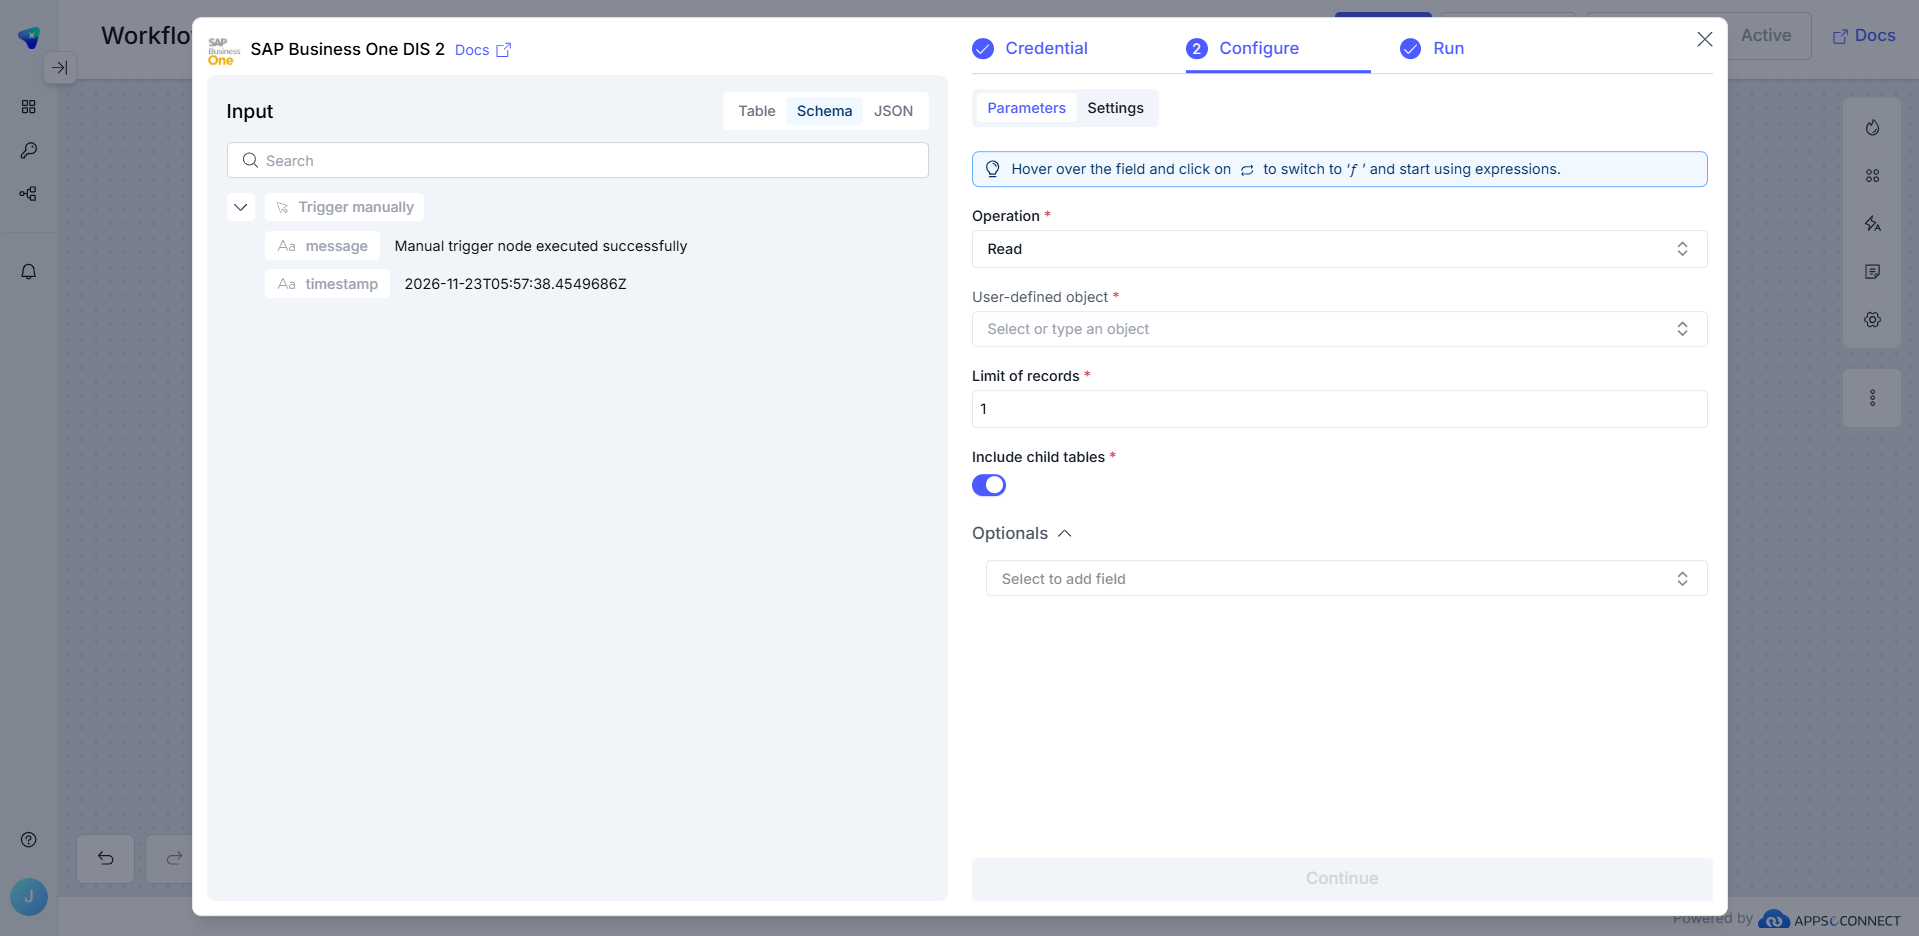 Workflo
Active
Docs
SAP
Business
One
SAP Business One DIS 2
Docs
Credential
2
Configure
Run
Input
Table
Schema
JSON
Search
Trigger manually
Aa message
Manual trigger node executed successfully
Aa timestamp
2026-11-23T05:57:38.4549686Z
Parameters
Settings
Hover over the field and click on to switch to ‘ƒ ’ and start using expressions.
Operation *
Read
User-defined object *
Select or type an object
Limit of records *
1
Include child tables *
Optionals
Select to add field
Continue
J
Powered by
APPSeCONNECT